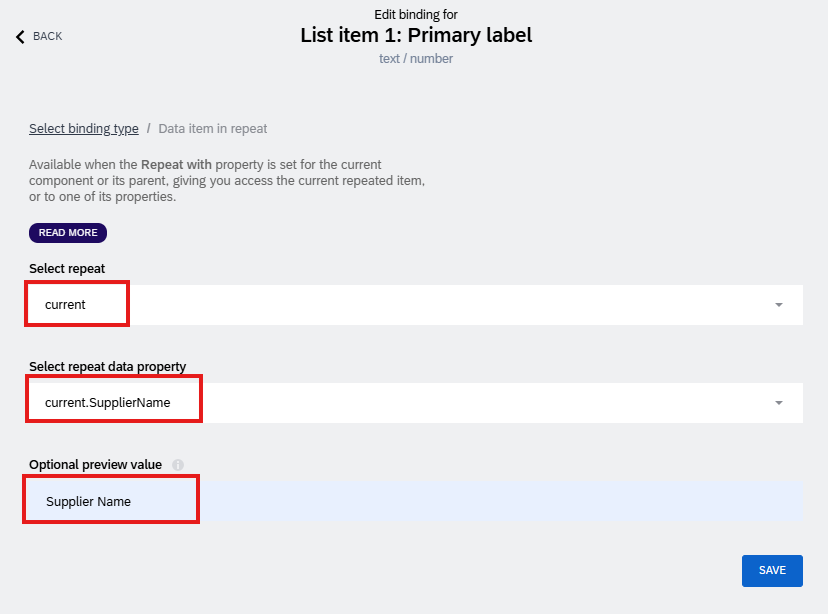 Edit binding for
BACK
List item 1: Primary label
text / number
Select binding type / Data item in repeat
Available when the Repeat with property is set for the current
component or its parent, giving you access the current repeated item,
or to one of its properties.
READ MORE
Select repeat
current
Select repeat data property
current.SupplierName
Optional preview value
Supplier Name
SAVE